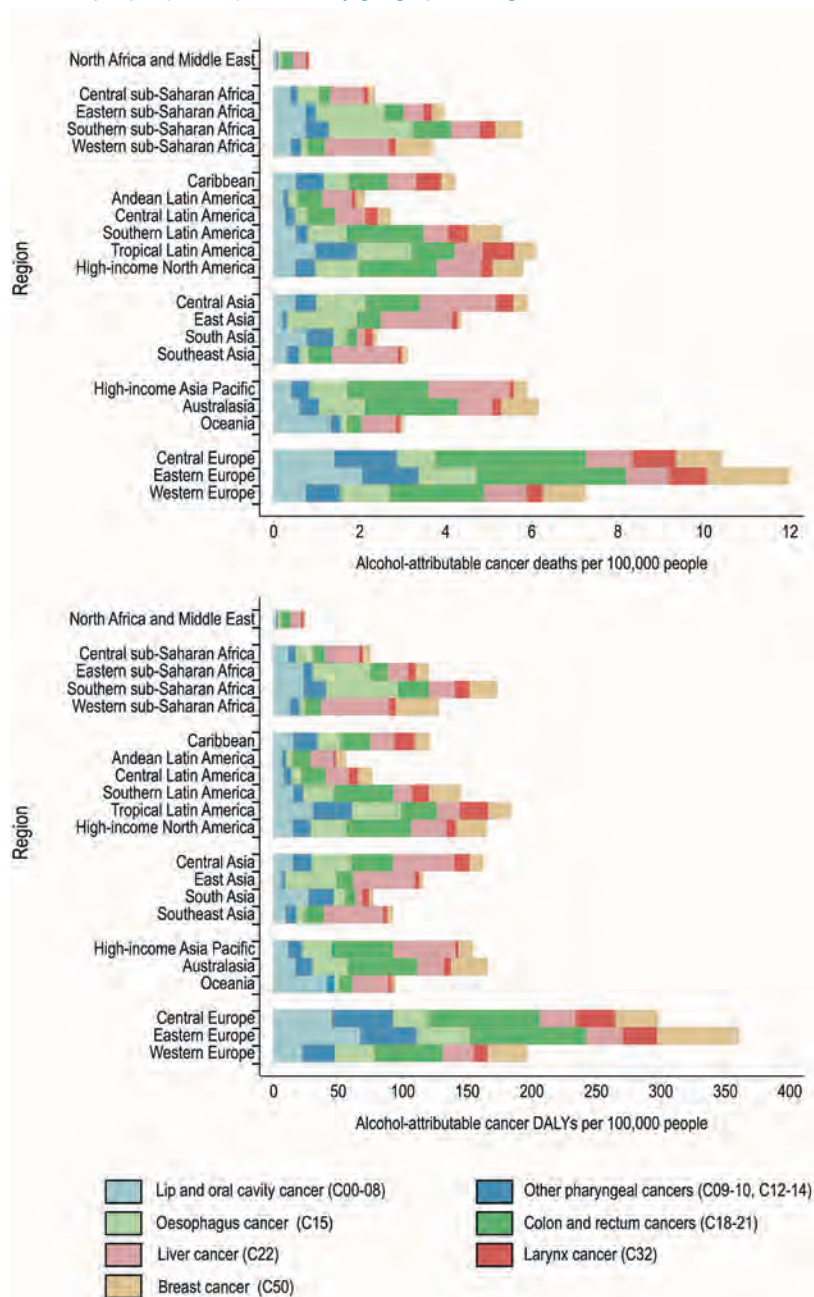 North Africa and Middle East
Central sub-Saharan Africa
Eastern sub-Saharan Africa
Southern sub-Saharan Africa
Western sub-Saharan Africa
Caribbean
Andean Latin America
Central Latin America
Southern Latin America
Tropical Latin America
High-income North America
Central Asia
East Asia
South Asia
Southeast Asia
High-income Asia Pacific
Australasia
Oceania
Central Europe
Eastern Europe
Western Europe
Region
0 2 4 6 8 10 12
Alcohol-attributable cancer deaths per 100,000 people
North Africa and Middle East
Central sub-Saharan Africa
Eastern sub-Saharan Africa
Southern sub-Saharan Africa
Western sub-Saharan Africa
Caribbean
Andean Latin America
Central Latin America
Southern Latin America
Tropical Latin America
High-income North America
Central Asia
East Asia
South Asia
Southeast Asia
High-income Asia Pacific
Australasia
Oceania
Central Europe
Eastern Europe
Western Europe
Region
0 50 100 150 200 250 300 350 400
Alcohol-attributable cancer DALYs per 100,000 people
Lip and oral cavity cancer (C00-08)
Other pharyngeal cancers (C09-10, C12-14)
Oesophagus cancer (C15)
Colon and rectum cancers (C18-21)
Liver cancer (C22)
Larynx cancer (C32)
Breast cancer (C50)